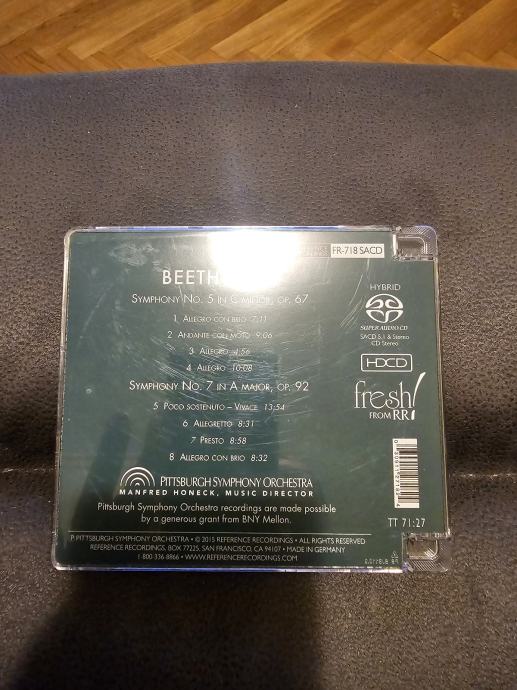 FR-718 SACD
BEETH
SYMPHONY NO. 5 IN C MINOR, OP. 67
1 ALLEGRO CON BRIO 7:11
2 ANDANTE CON MOTO 9:06
3 ALLEGRO 4:56
4 ALLEGRO 10:08
SYMPHONY NO. 7 IN A MAJOR, OP. 92
5 POCO SOSTENUTO – VIVACE 13:54
6 ALLEGRETTO 8:31
7 PRESTO 8:58
8 ALLEGRO CON BRIO 8:32
PITTSBURGH SYMPHONY ORCHESTRA
MANFRED HONECK, MUSIC DIRECTOR
Pittsburgh Symphony Orchestra recordings are made possible
by a generous grant from BNY Mellon.
P PITTSBURGH SYMPHONY ORCHESTRA • © 2015 REFERENCE RECORDINGS • ALL RIGHTS RESERVED
REFERENCE RECORDINGS, BOX 77225, SAN FRANCISCO, CA 94107 • MADE IN GERMANY
1-800-336-8866 • WWW.REFERENCERECORDINGS.COM
HYBRID
SUPER AUDIO CD
SACD 5.1 & Stereo
CD Stereo
HDCD
fresh!
FROM RR
TT 71:27